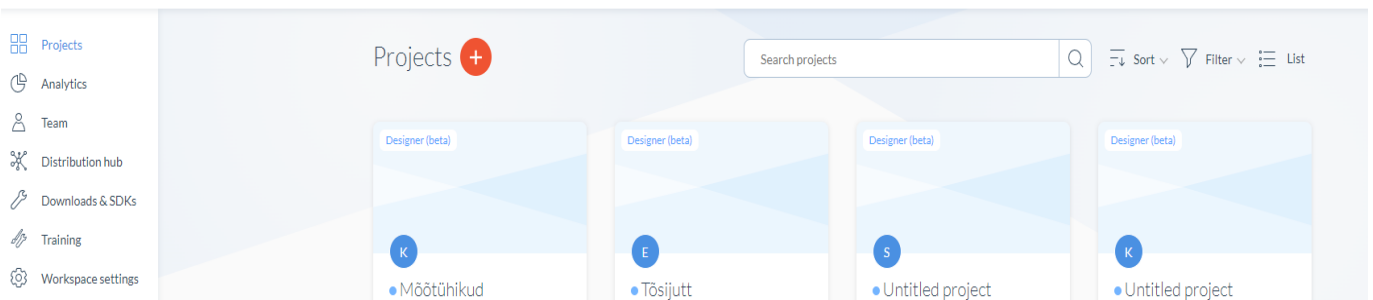 Projects
Analytics
Team
Distribution hub
Downloads & SDKs
Training
Workspace settings
Projects +
Search projects
Sort
Filter
List
Designer (beta)
K
Mõõtühikud
Designer (beta)
E
Tõsijutt
Designer (beta)
S
Untitled project
Designer (beta)
K
Untitled project